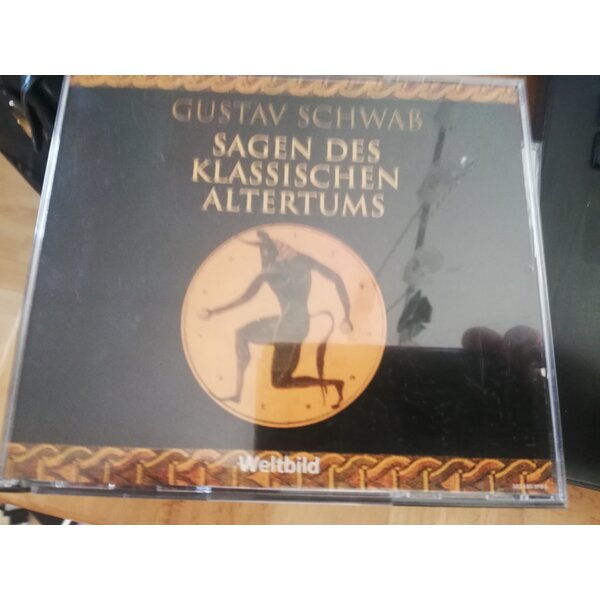 GUSTAV SCHWAB
SAGEN DES
KLASSISCHEN
ALTERTUMS
Weltbild